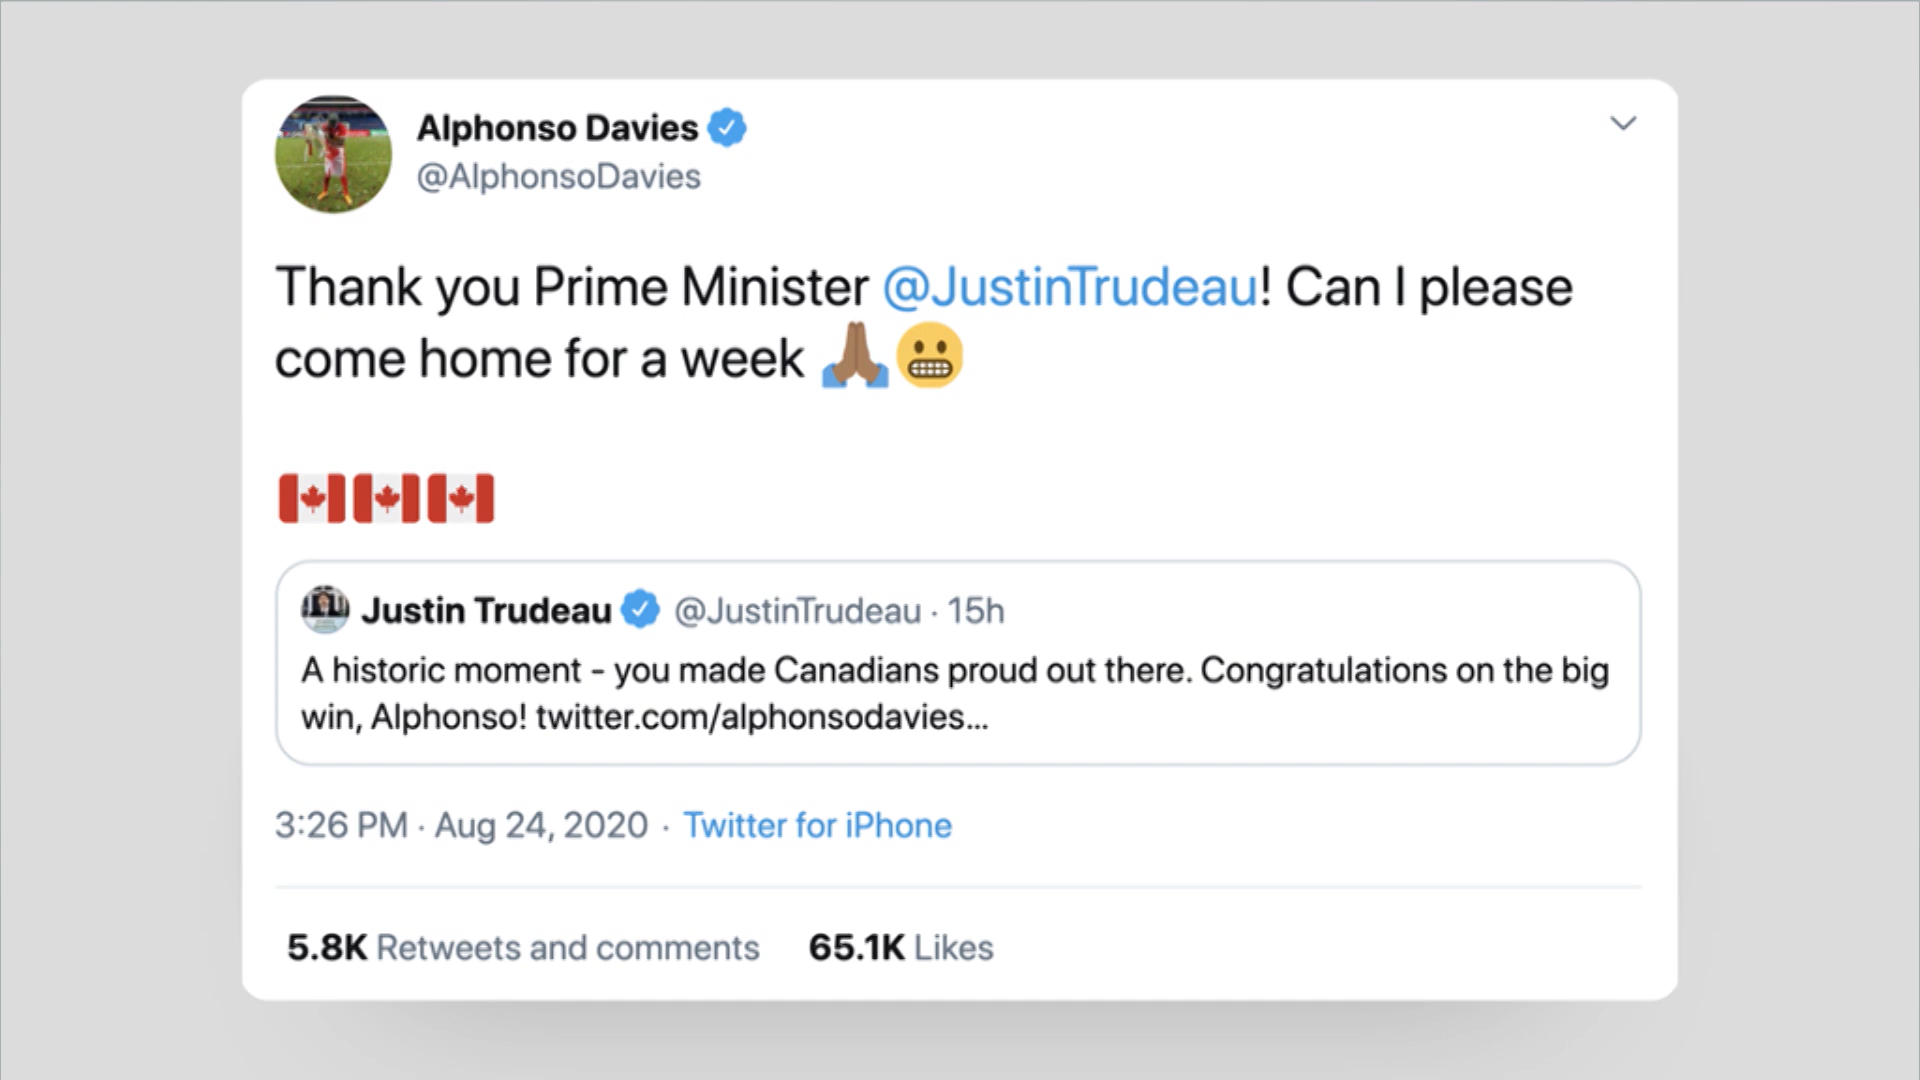 Alphonso Davies
@AlphonsoDavies
Thank you Prime Minister @JustinTrudeau! Can I please
come home for a week 🙏🏾😬
🇨🇦🇨🇦🇨🇦
Justin Trudeau @JustinTrudeau · 15h
A historic moment - you made Canadians proud out there. Congratulations on the big
win, Alphonso! twitter.com/alphonsodavies...
3:26 PM · Aug 24, 2020 · Twitter for iPhone
5.8K Retweets and comments 65.1K Likes